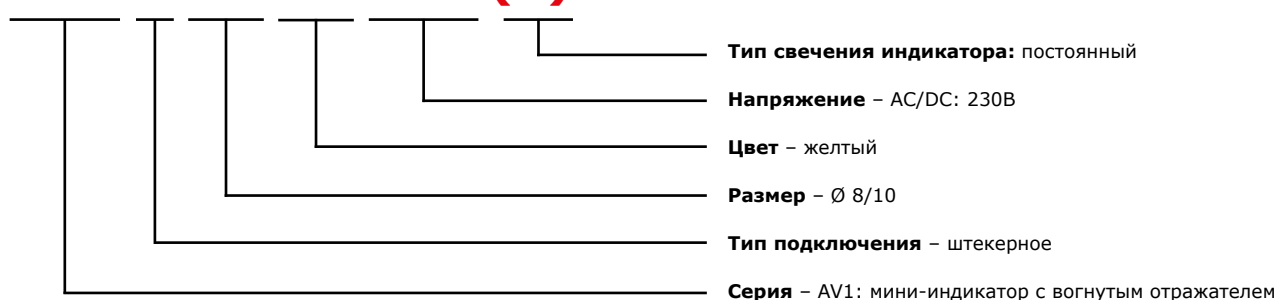 Тип свечения индикатора: постоянный
Напряжение – AC/DC: 230В
Цвет – желтый
Размер – Ø 8/10
Тип подключения – штекерное
Серия – AV1: мини-индикатор с вогнутым отражателем